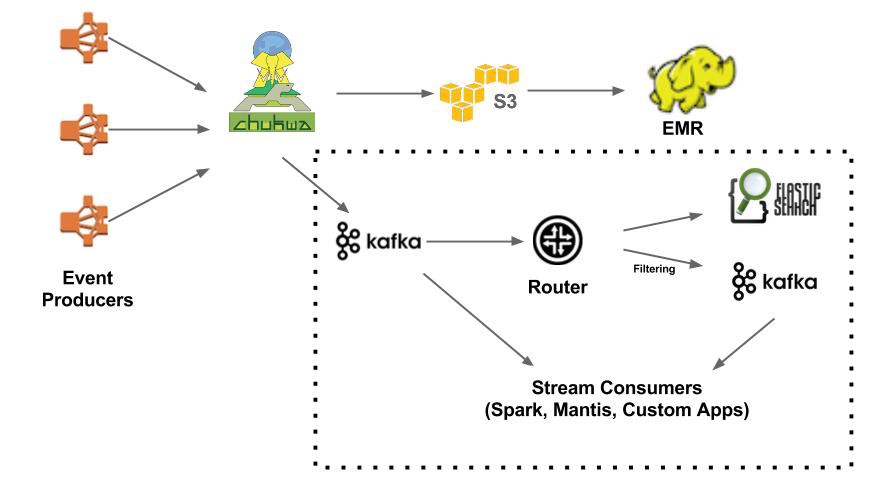 chukwa
S3
EMR
Event
Producers
kafka
Router
Filtering
ELASTIC
SEARCH
kafka
Stream Consumers
(Spark, Mantis, Custom Apps)